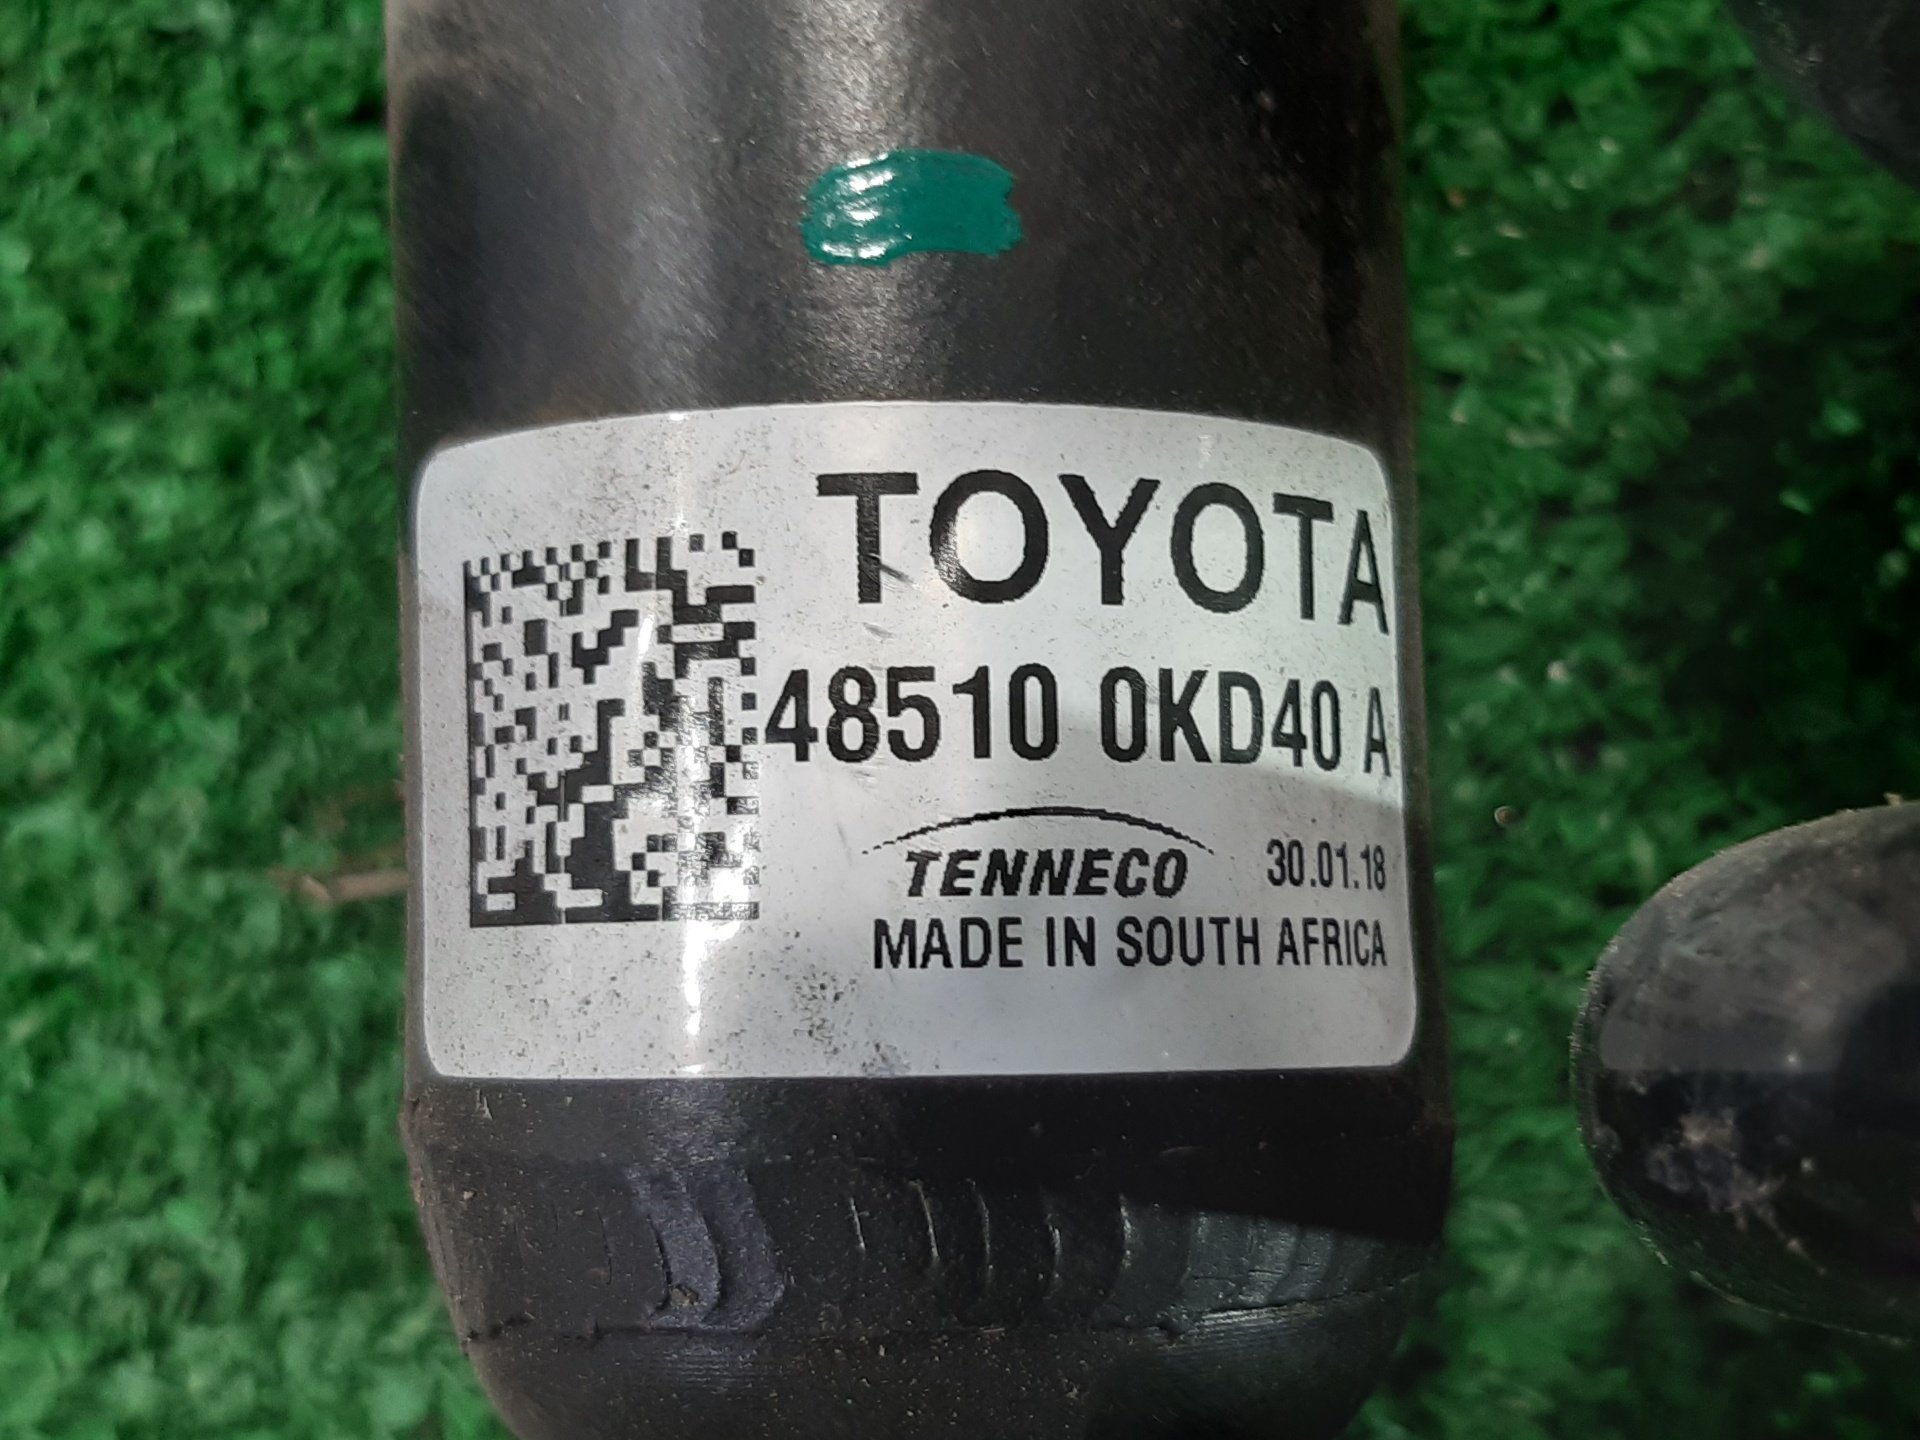 TOYOTA
48510 0KD40 A
TENNECO 30.01.18
MADE IN SOUTH AFRICA